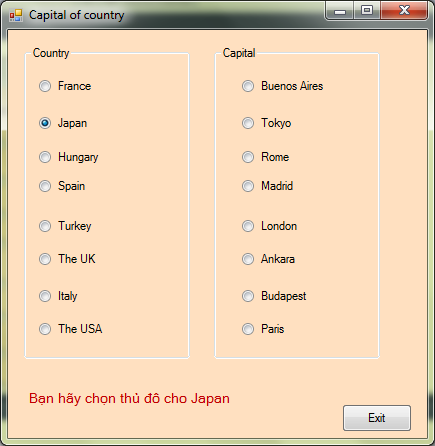 Capital of country
Country
France
Japan
Hungary
Spain
Turkey
The UK
Italy
The USA
Capital
Buenos Aires
Tokyo
Rome
Madrid
London
Ankara
Budapest
Paris
Bạn hãy chọn thủ đô cho Japan
Exit